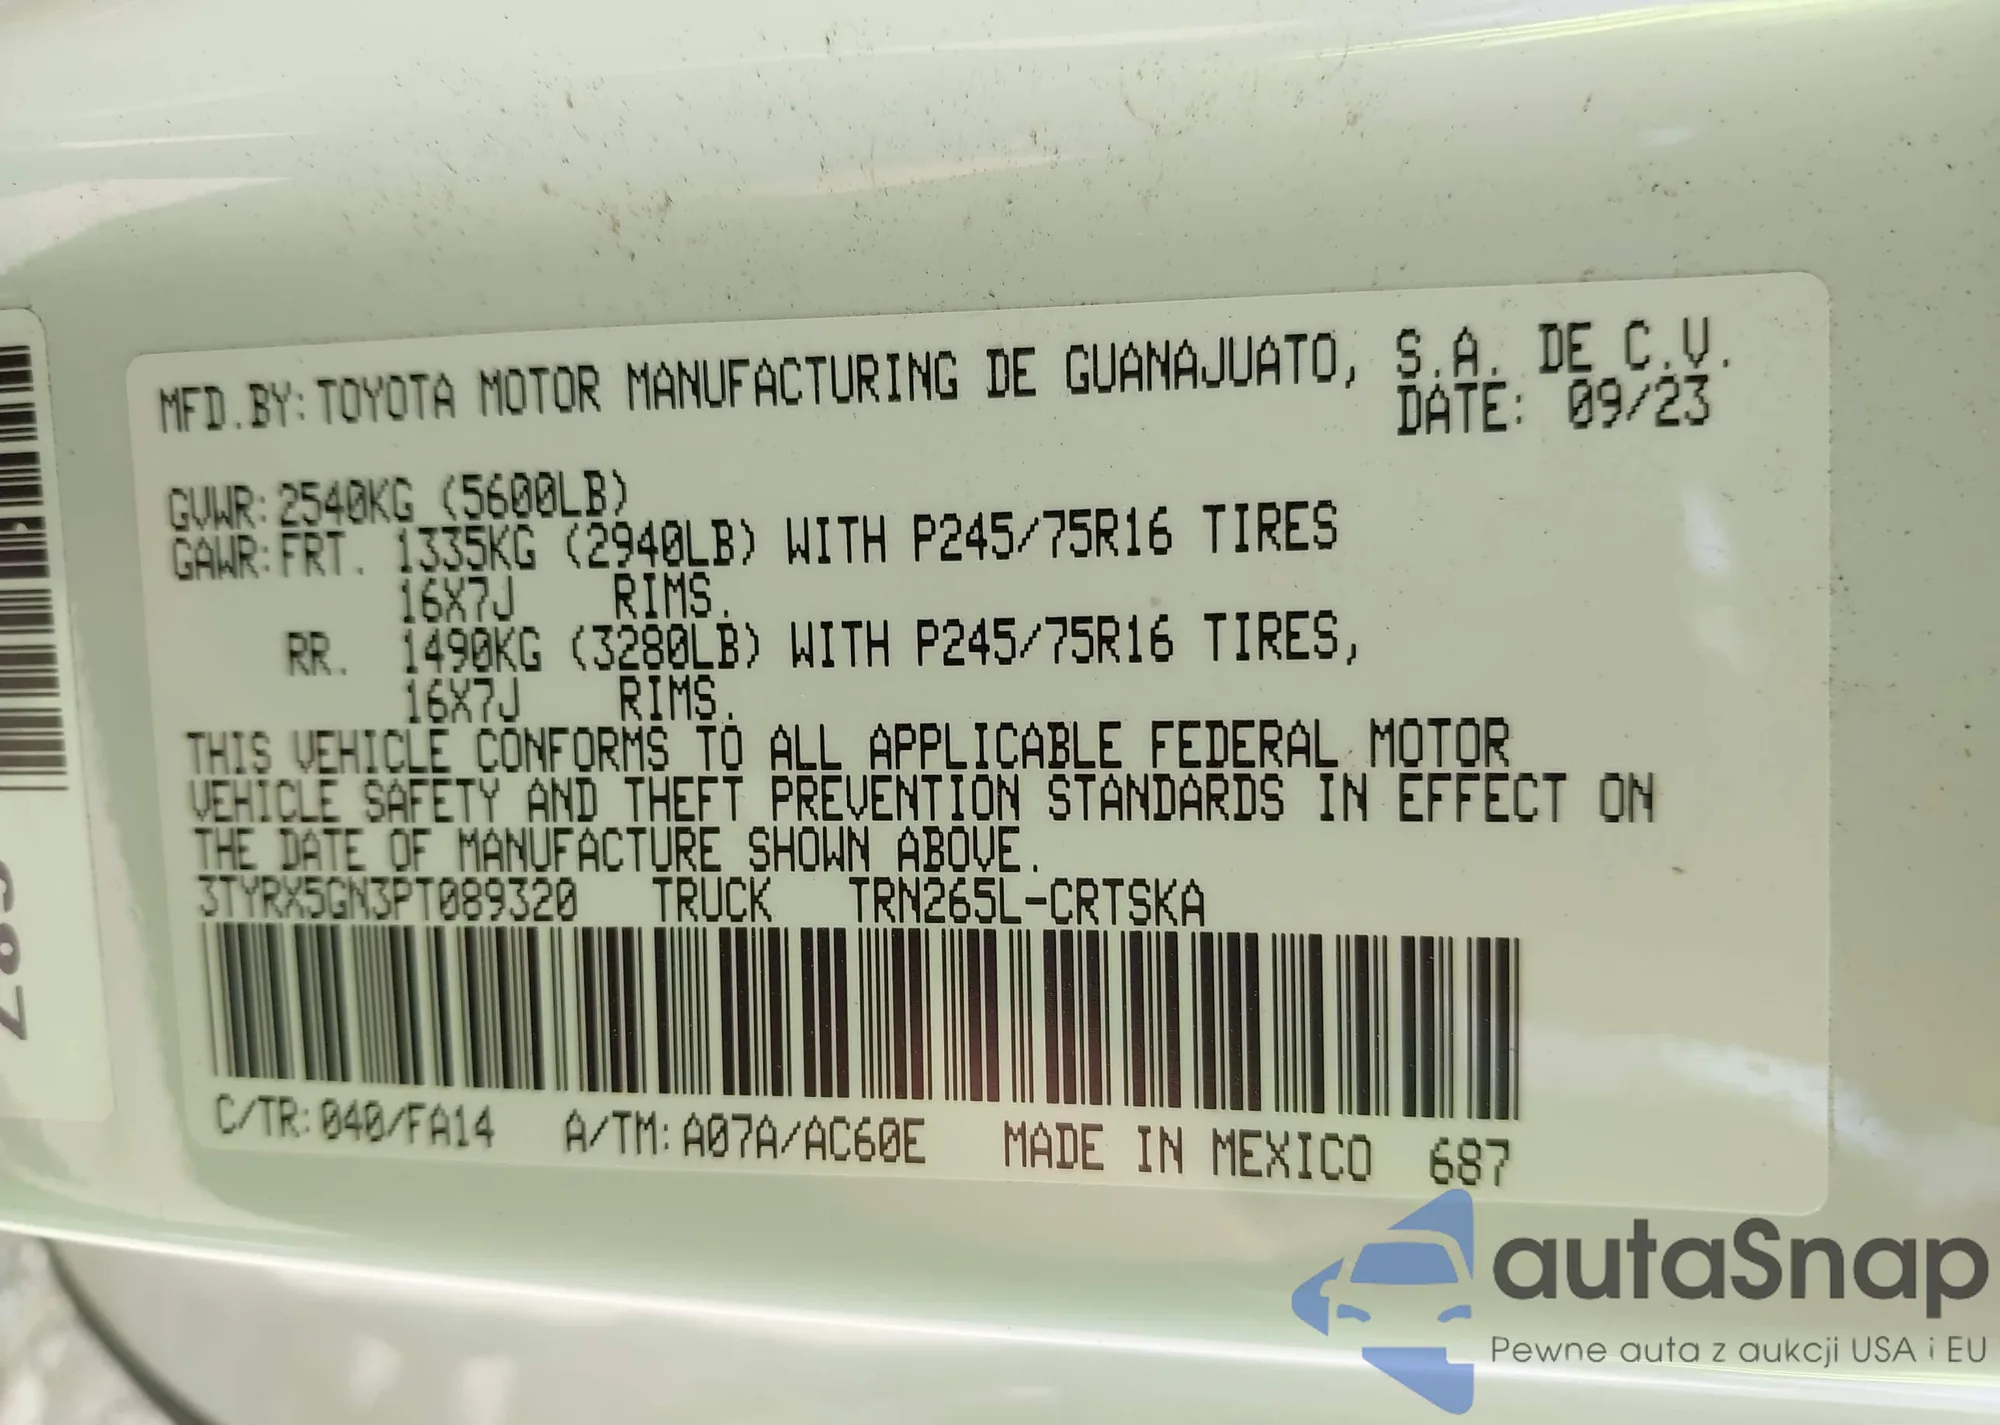 MFD.BY: TOYOTA MOTOR MANUFACTURING DE GUANAJUATO, S.A. DE C.V.
DATE: 09/23
GVWR: 2540KG (5600LB)
GAWR: FRT. 1335KG (2940LB) WITH P245/75R16 TIRES
16X7J RIMS.
RR. 1490KG (3280LB) WITH P245/75R16 TIRES,
16X7J RIMS.
THIS VEHICLE CONFORMS TO ALL APPLICABLE FEDERAL MOTOR
VEHICLE SAFETY AND THEFT PREVENTION STANDARDS IN EFFECT ON
THE DATE OF MANUFACTURE SHOWN ABOVE.
3TYRX5GN3PT089320 TRUCK TRN265L-CRTSKA
C/TR: 040/FA14 A/TM: A07A/AC60E MADE IN MEXICO 687
687
autaSnap
Pewne auta z aukcji USA i EU